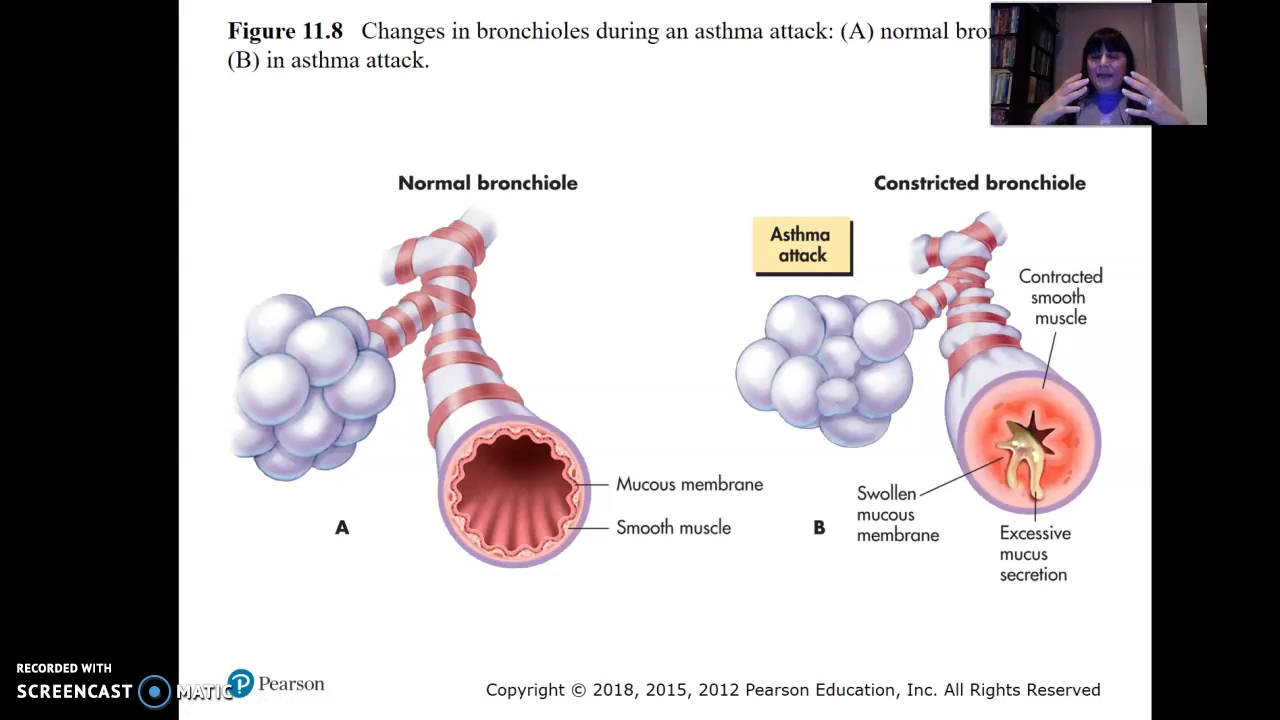 Figure 11.8 Changes in bronchioles during an asthma attack: (A) normal
(B) in asthma attack.
Normal bronchiole
Constricted bronchiole
Asthma
attack
Contracted
smooth
muscle
Mucous membrane
Smooth muscle
A
Swollen
mucous
membrane
B
Excessive
mucus
secretion
RECORDED WITH
SCREENCAST MATIC
P Pearson
Copyright © 2018, 2015, 2012 Pearson Education, Inc. All Rights Reserved